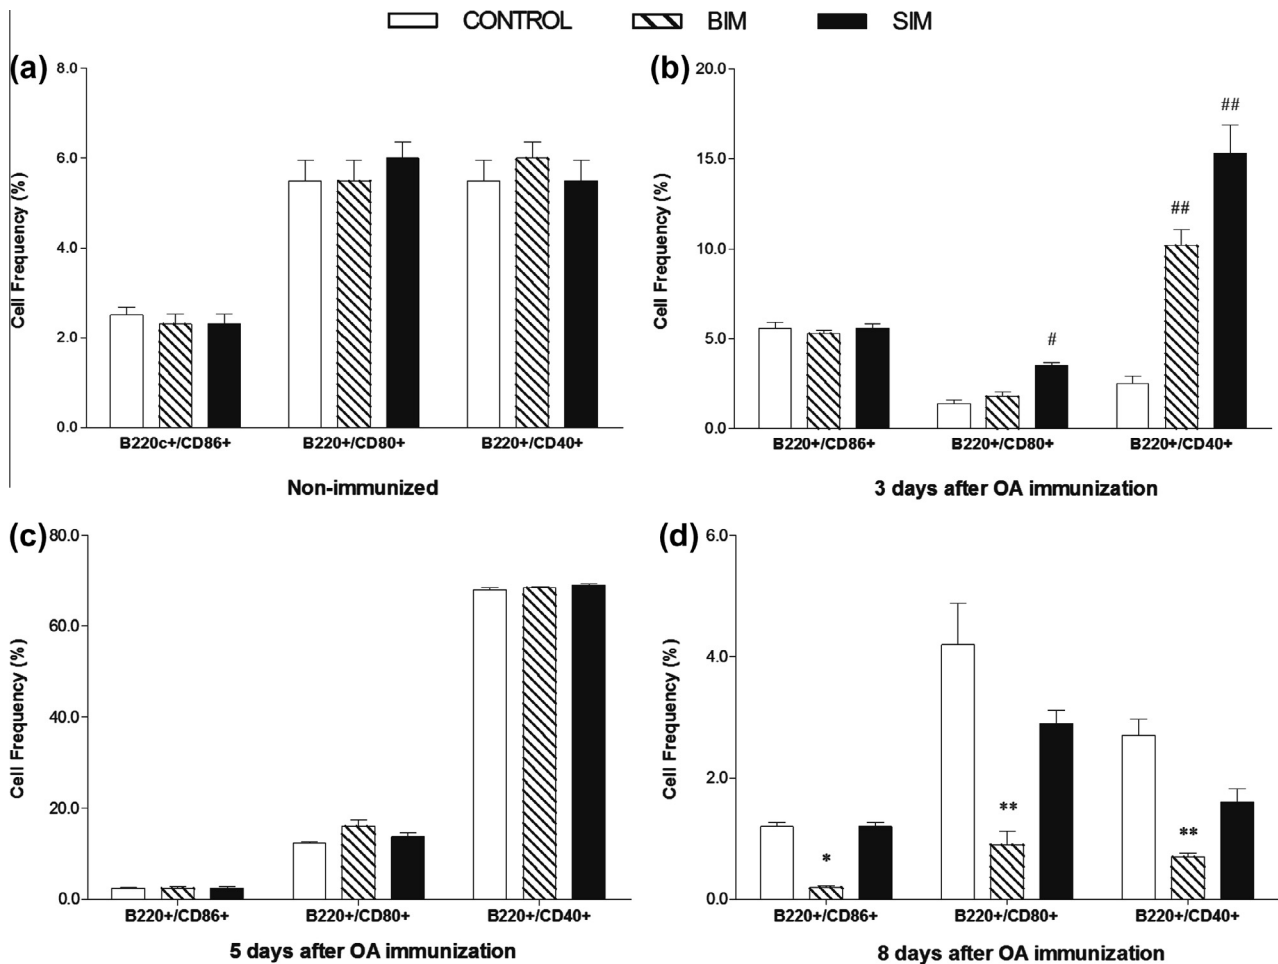 CONTROL BIM SIM
(a)
8.0
6.0
4.0
2.0
0.0
Cell Frequency (%)
B220c+/CD86+ B220+/CD80+ B220+/CD40+
Non-immunized
(b)
20.0
15.0
10.0
5.0
0.0
Cell Frequency (%)
##
##
#
B220+/CD86+ B220+/CD80+ B220+/CD40+
3 days after OA immunization
(c)
80.0
60.0
40.0
20.0
0.0
Cell Frequency (%)
B220+/CD86+ B220+/CD80+ B220+/CD40+
5 days after OA immunization
(d)
6.0
4.0
2.0
0.0
Cell Frequency (%)
*
**
**
B220+/CD86+ B220+/CD80+ B220+/CD40+
8 days after OA immunization